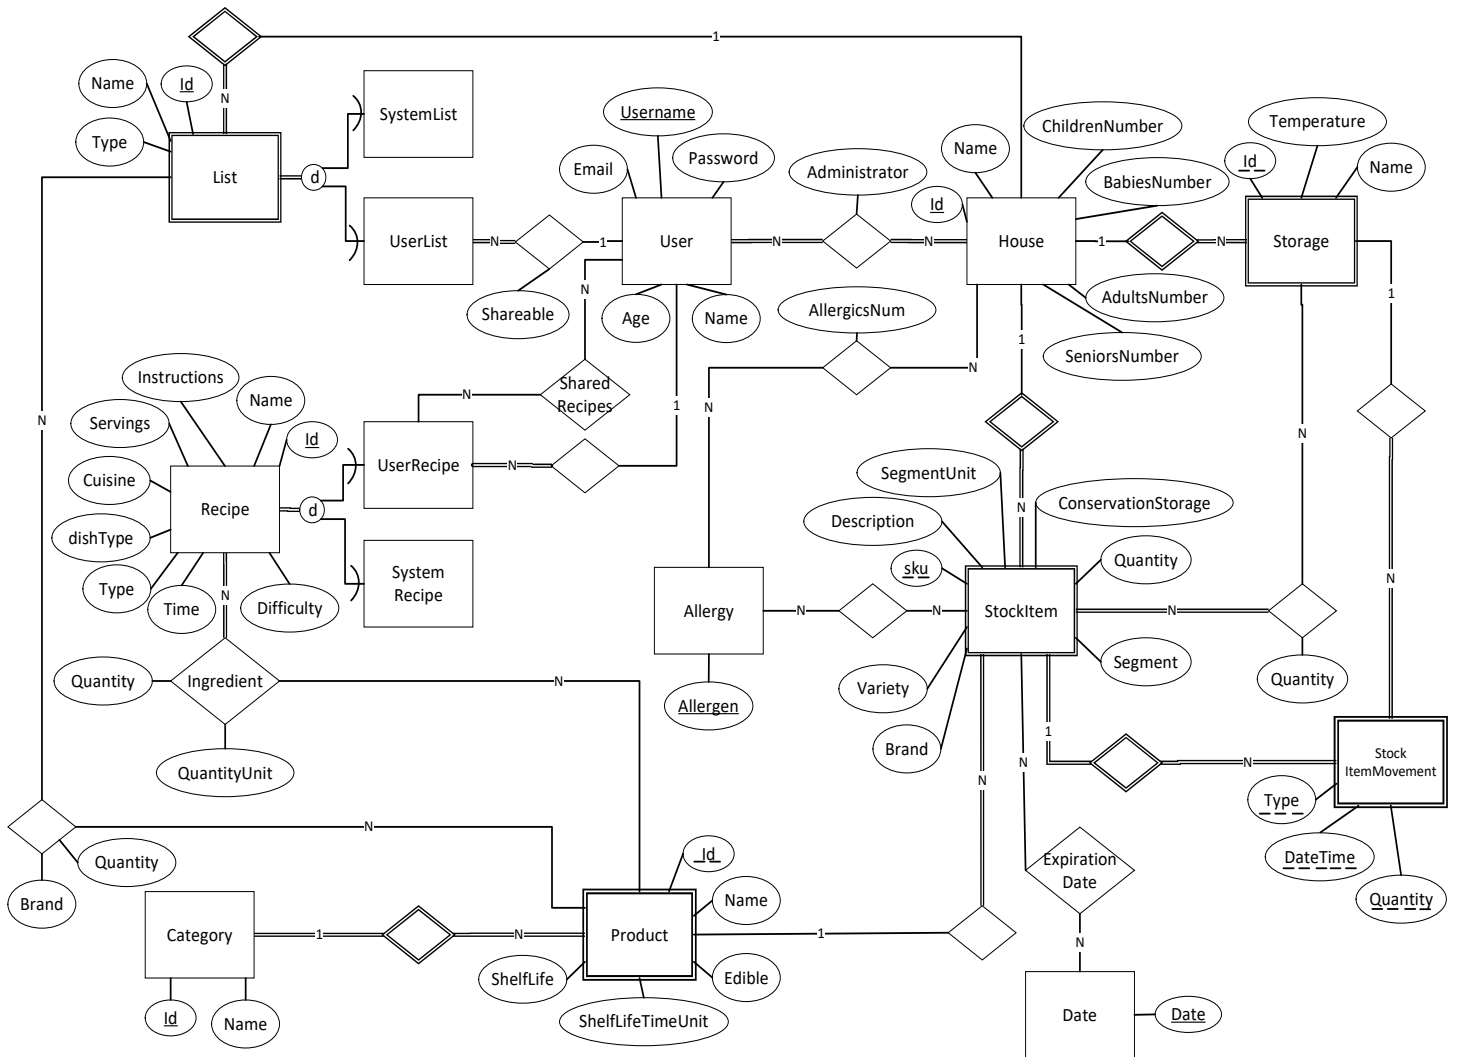 1
Name
Id
N
SystemList
Type
List
d
Username
Email
Password
Administrator
Name
ChildrenNumber
Temperature
Id
Name
BabiesNumber
Id
UserList
N
1
User
N
N
House
1
N
Storage
Shareable
Age
Name
N
AllergicsNum
AdultsNumber
1
SeniorsNumber
1
N
Instructions
Name
Servings
Id
N
Shared
Recipes
1
N
N
N
Cuisine
UserRecipe
N
Recipe
d
dishType
Type
Time
Difficulty
N
System
Recipe
SegmentUnit
ConservationStorage
Description
N
sku
Quantity
N
Allergy
N
N
StockItem
N
Segment
Quantity
Variety
Allergen
Brand
Quantity
Ingredient
N
QuantityUnit
1
N
N
N
Stock
ItemMovement
Type
DateTime
Quantity
N
Quantity
Brand
Id
Name
Expiration
Date
Category
1
N
Product
1
N
ShelfLife
Edible
ShelfLifeTimeUnit
Id
Name
Date
Date